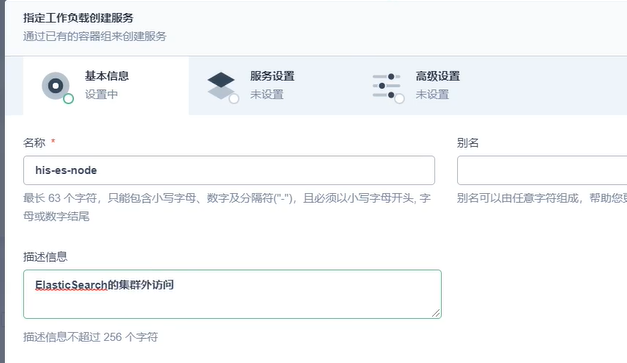 指定工作负载创建服务
通过已有的容器组来创建服务
基本信息
设置中
服务设置
未设置
高级设置
未设置
名称 *
别名
his-es-node
最长 63 个字符，只能包含小写字母、数字及分隔符("-")，且必须以小写字母开头, 字
母或数字结尾
别名可以由任意字符组成，帮助您
描述信息
ElasticSearch的集群外访问
描述信息不超过 256 个字符